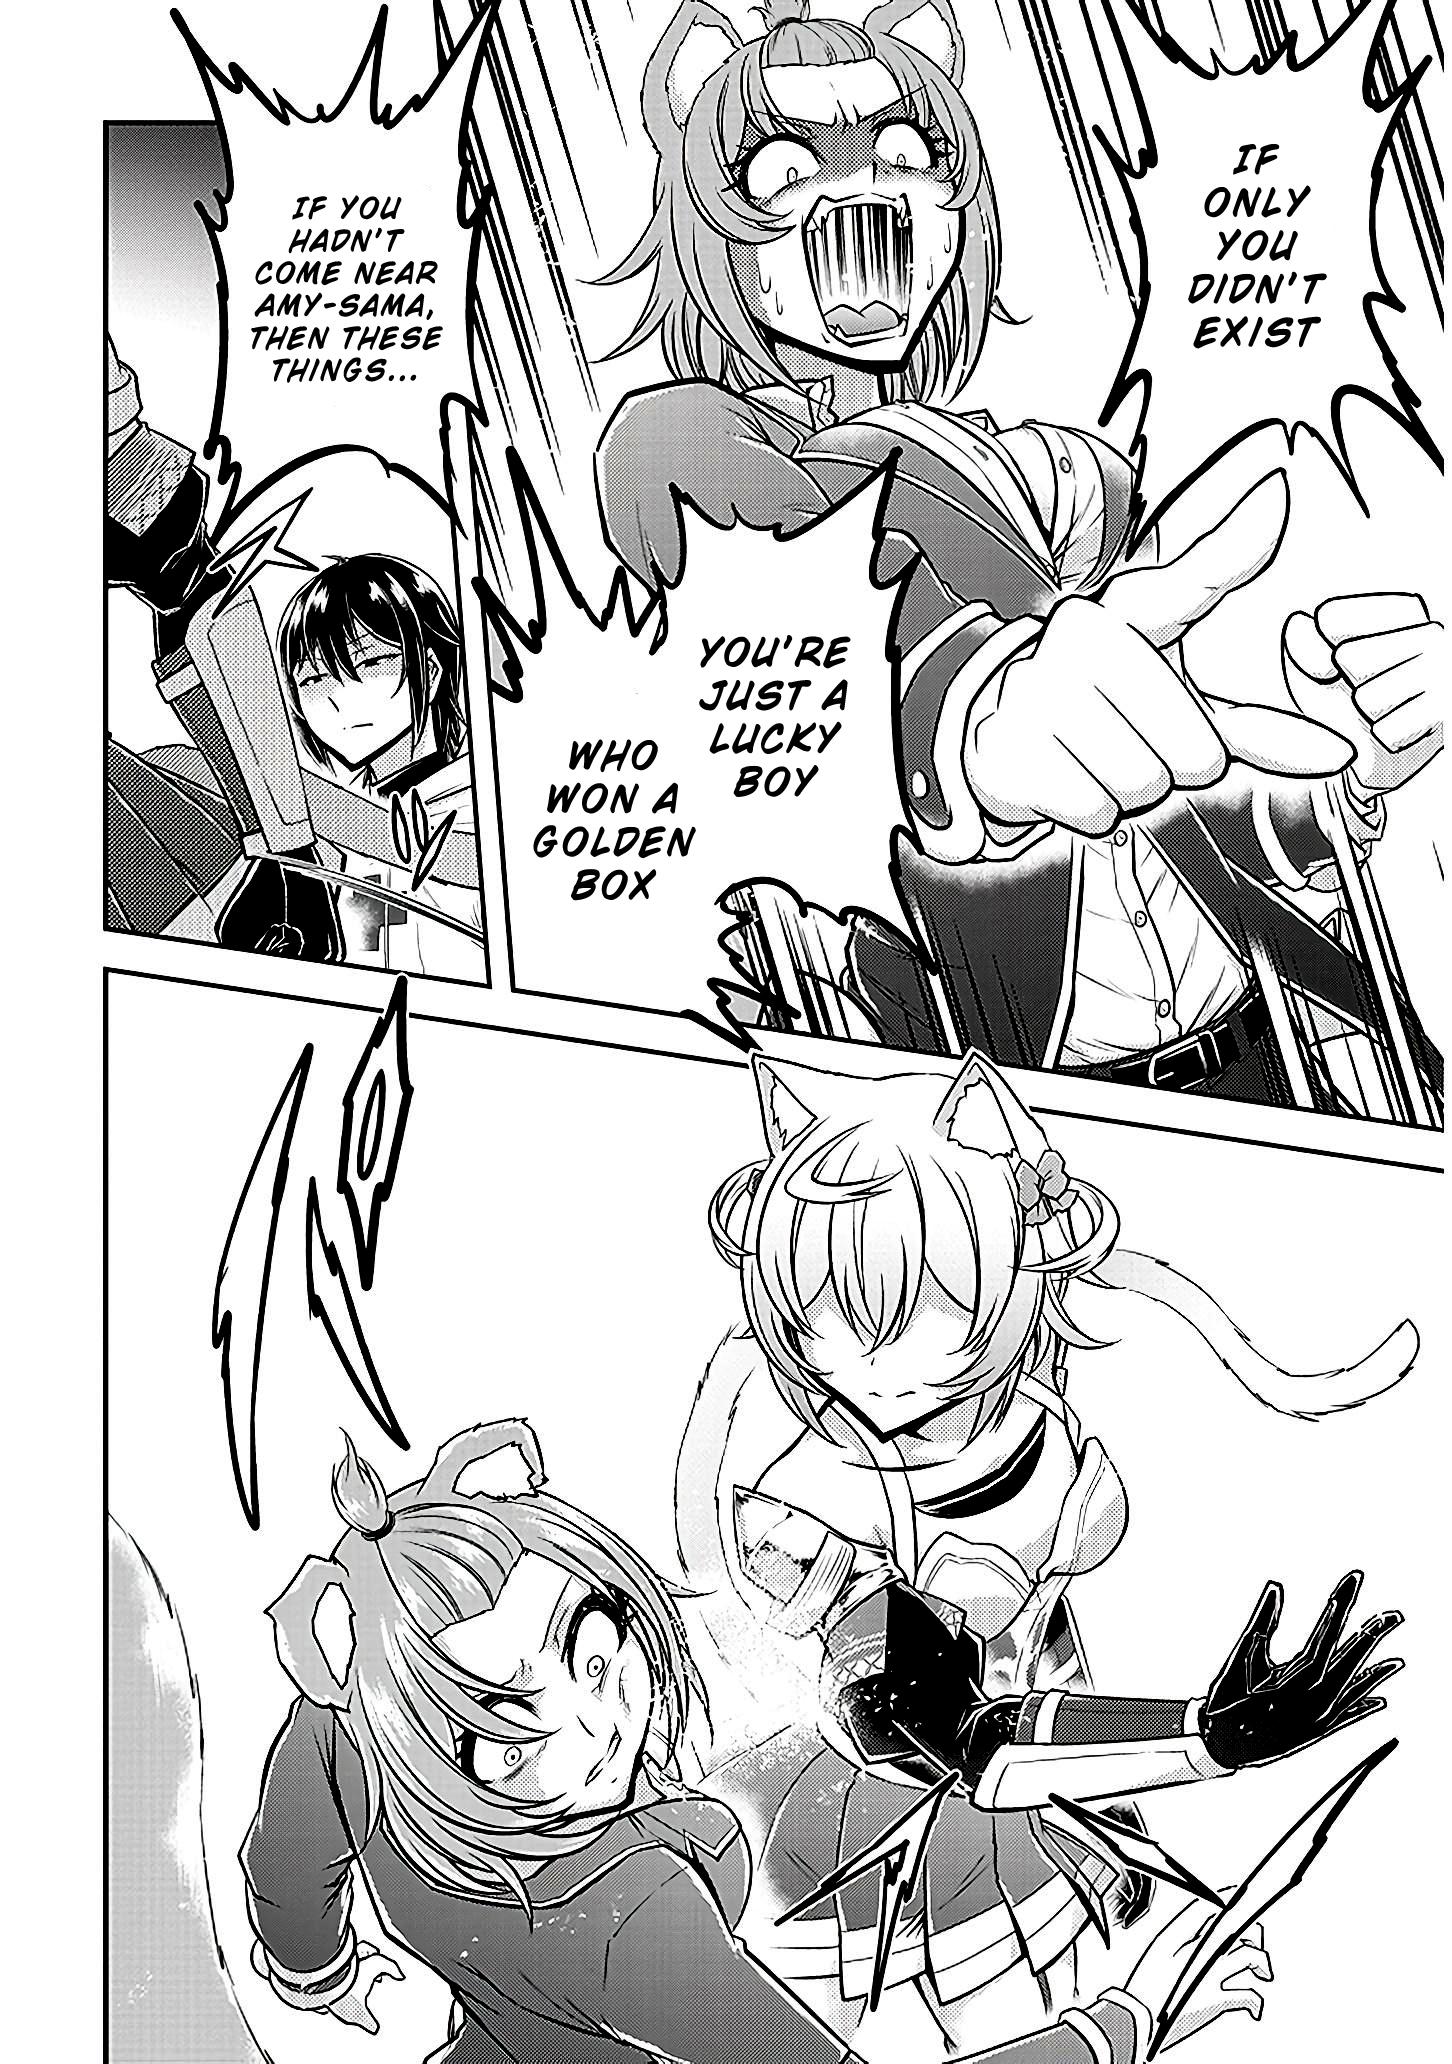 IF
ONLY
YOU
DIDN'T
EXIST
YOU'RE
JUST A
LUCKY
BOY
WHO
WON A
GOLDEN
BOX
IF YOU
HADN'T
COME NEAR
AMY-SAMA,
THEN THESE
THINGS...